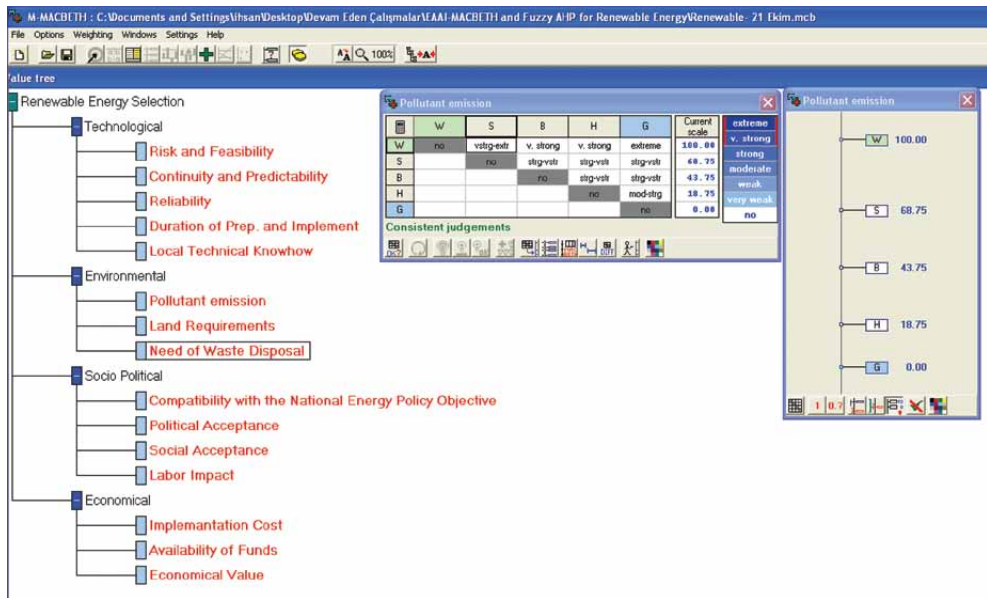 M-MACBETH : C:\Documents and Settings\ihsan\Desktop\Devam Eden Çalışmalar\EAAI-MACBETH and Fuzzy AHP for Renewable Energy\Renewable- 21 Ekim.mcb
File Options Weighting Windows Settings Help
100%
Value tree
Renewable Energy Selection
Technological
Risk and Feasibility
Continuity and Predictability
Reliability
Duration of Prep. and Implement
Local Technical Knowhow
Environmental
Pollutant emission
Land Requirements
Need of Waste Disposal
Socio Political
Compatibility with the National Energy Policy Objective
Political Acceptance
Social Acceptance
Labor Impact
Economical
Implemantation Cost
Availability of Funds
Economical Value
Pollutant emission
W S B H G Current scale
W no vstrg-extr v. strong v. strong extreme 100.00
S no strg-vstr strg-vstr strg-vstr 68.75
B no strg-vstr strg-vstr 43.75
H no mod-strg 18.75
G no 0.00
Consistent judgements
extreme
v. strong
strong
moderate
weak
very weak
no
Pollutant emission
W 100.00
S 68.75
B 43.75
H 18.75
G 0.00
1 0.7